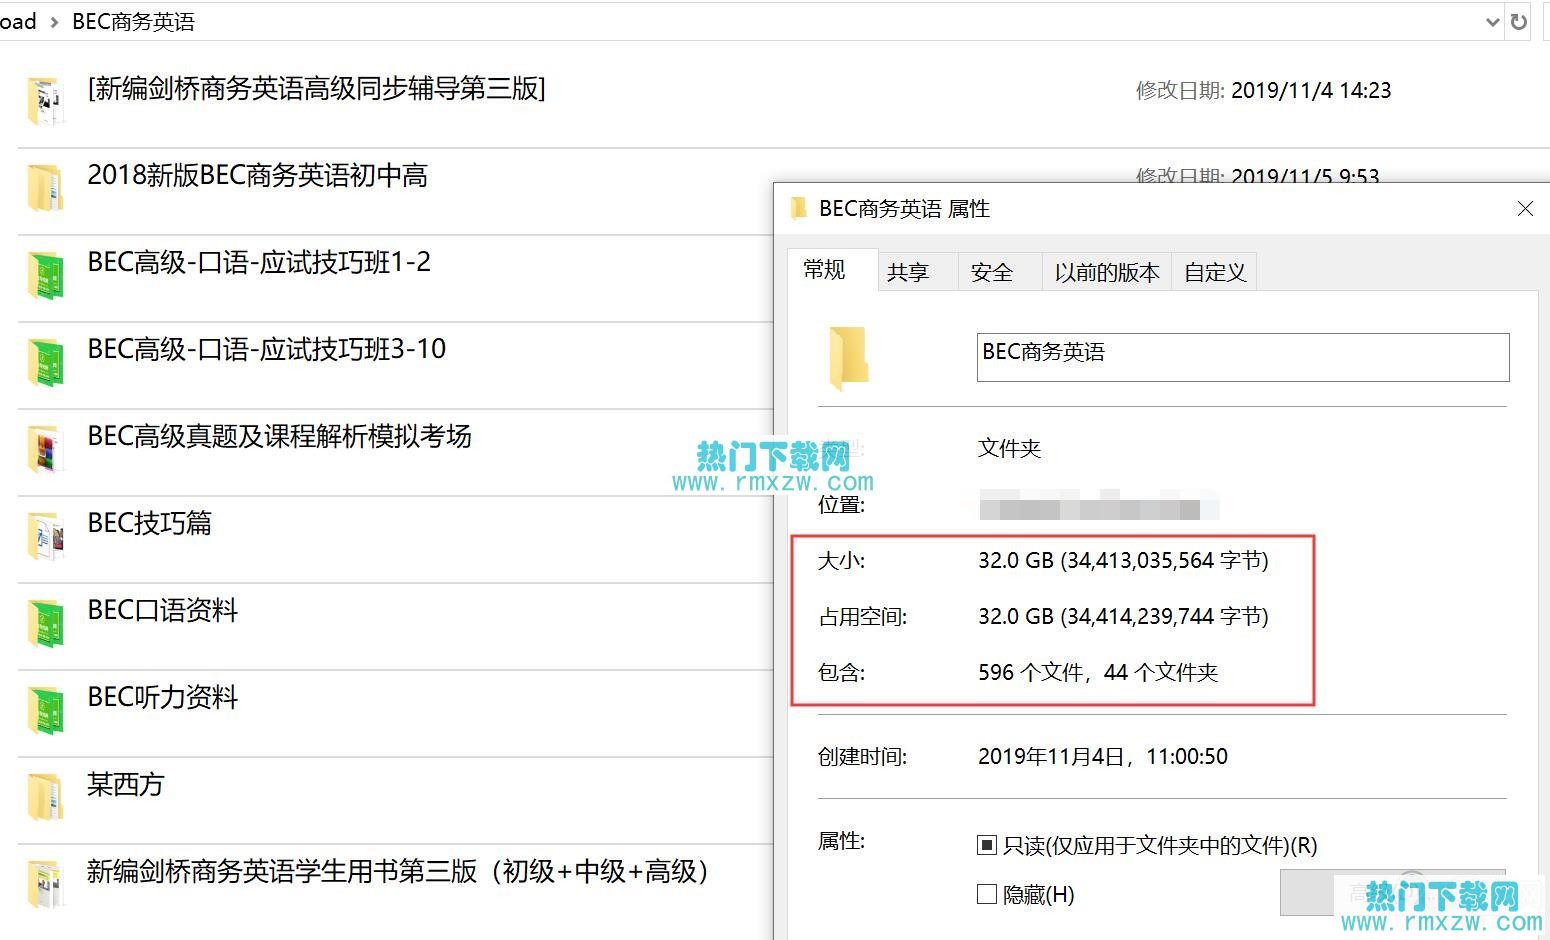 oad > BEC商务英语
[新编剑桥商务英语高级同步辅导第三版]
修改日期: 2019/11/4 14:23
2018新版BEC商务英语初中高
修改日期: 2019/11/5 9:53
BEC高级-口语-应试技巧班1-2
BEC高级-口语-应试技巧班3-10
BEC高级真题及课程解析模拟考场
BEC技巧篇
BEC口语资料
BEC听力资料
某西方
新编剑桥商务英语学生用书第三版（初级+中级+高级）
BEC商务英语 属性
常规 共享 安全 以前的版本 自定义
BEC商务英语
文件夹
热门下载网
www.rmxzw.com
位置:
大小: 32.0 GB (34,413,035,564 字节)
占用空间: 32.0 GB (34,414,239,744 字节)
包含: 596 个文件，44 个文件夹
创建时间: 2019年11月4日，11:00:50
属性: 只读(仅应用于文件夹中的文件)(R)
隐藏(H)
热门下载网
www.rmxzw.com